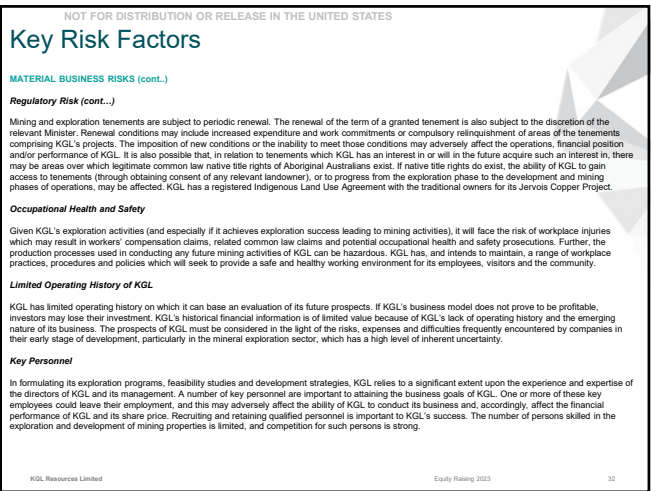 NOT FOR DISTRIBUTION OR RELEASE IN THE UNITED STATES
Key Risk Factors
MATERIAL BUSINESS RISKS (cont..)
Regulatory Risk (cont…)
Mining and exploration tenements are subject to periodic renewal. The renewal of the term of a granted tenement is also subject to the discretion of the
relevant Minister. Renewal conditions may include increased expenditure and work commitments or compulsory relinquishment of areas of the tenements
comprising KGL's projects. The imposition of new conditions or the inability to meet those conditions may adversely affect the operations, financial position
and/or performance of KGL. It is also possible that, in relation to tenements which KGL has an interest in or will in the future acquire such an interest in, there
may be areas over which legitimate common law native title rights of Aboriginal Australians exist. If native title rights do exist, the ability of KGL to gain
access to tenements (through obtaining consent of any relevant landowner), or to progress from the exploration phase to the development and mining
phases of operations, may be affected. KGL has a registered Indigenous Land Use Agreement with the traditional owners for its Jervois Copper Project.
Occupational Health and Safety
Given KGL's exploration activities (and especially if it achieves exploration success leading to mining activities), it will face the risk of workplace injuries
which may result in workers' compensation claims, related common law claims and potential occupational health and safety prosecutions. Further, the
production processes used in conducting any future mining activities of KGL can be hazardous. KGL has, and intends to maintain, a range of workplace
practices, procedures and policies which will seek to provide a safe and healthy working environment for its employees, visitors and the community.
Limited Operating History of KGL
KGL has limited operating history on which it can base an evaluation of its future prospects. If KGL's business model does not prove to be profitable,
investors may lose their investment. KGL's historical financial information is of limited value because of KGL's lack of operating history and the emerging
nature of its business. The prospects of KGL must be considered in the light of the risks, expenses and difficulties frequently encountered by companies in
their early stage of development, particularly in the mineral exploration sector, which has a high level of inherent uncertainty.
Key Personnel
In formulating its exploration programs, feasibility studies and development strategies, KGL relies to a significant extent upon the experience and expertise of
the directors of KGL and its management. A number of key personnel are important to attaining the business goals of KGL. One or more of these key
employees could leave their employment, and this may adversely affect the ability of KGL to conduct its business and, accordingly, affect the financial
performance of KGL and its share price. Recruiting and retaining qualified personnel is important to KGL's success. The number of persons skilled in the
exploration and development of mining properties is limited, and competition for such persons is strong.
KGL Resources Limited Equity Raising 2023 32